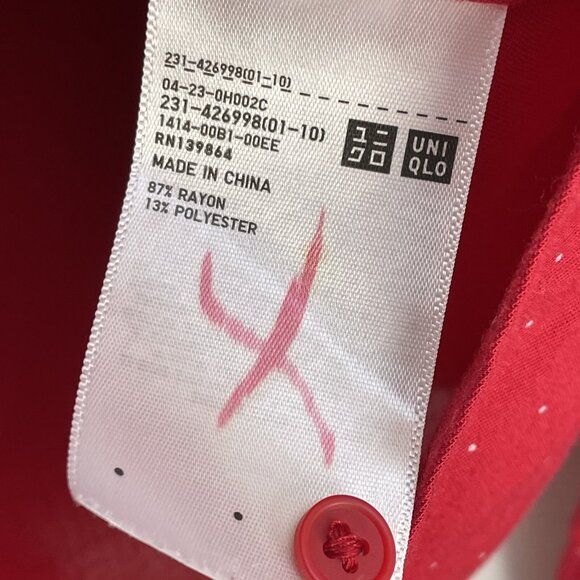 231-426998(01-10)
04-23-0H002C
231-426998(01-10)
1414-00B1-00EE
RN139864
MADE IN CHINA
87% RAYON
13% POLYESTER
ユニ
クロ
UNI
QLO